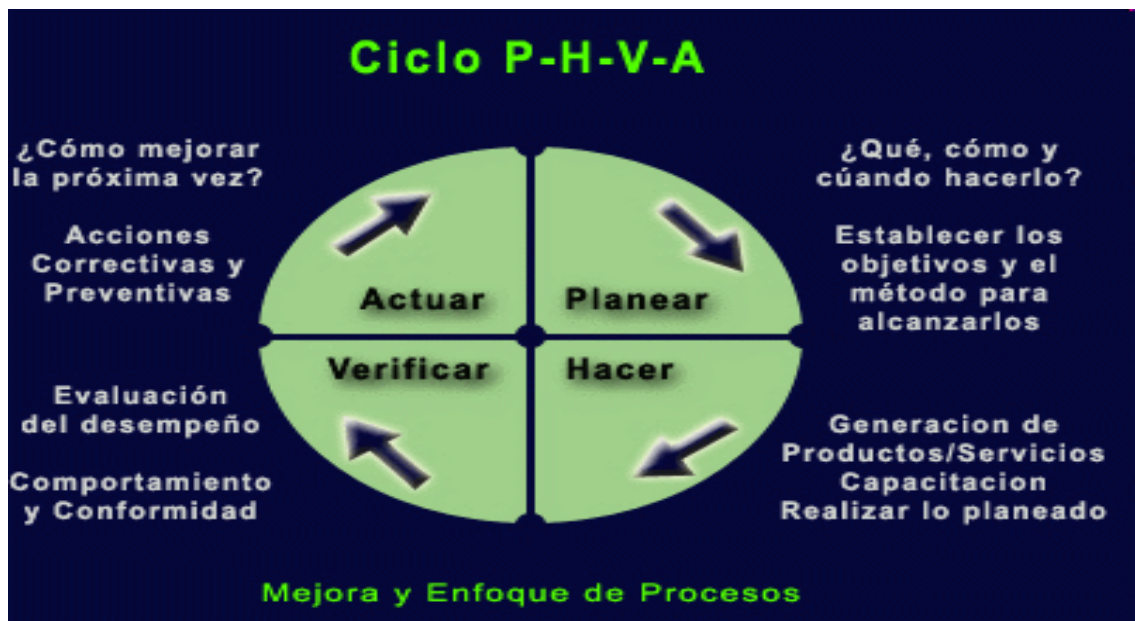 Ciclo P-H-V-A
¿Cómo mejorar
la próxima vez?
Acciones
Correctivas y
Preventivas
¿Qué, cómo y
cúando hacerlo?
Establecer los
objetivos y el
método para
alcanzarlos
Actuar
Planear
Verificar
Hacer
Evaluación
del desempeño
Comportamiento
y Conformidad
Generacion de
Productos/Servicios
Capacitacion
Realizar lo planeado
Mejora y Enfoque de Procesos